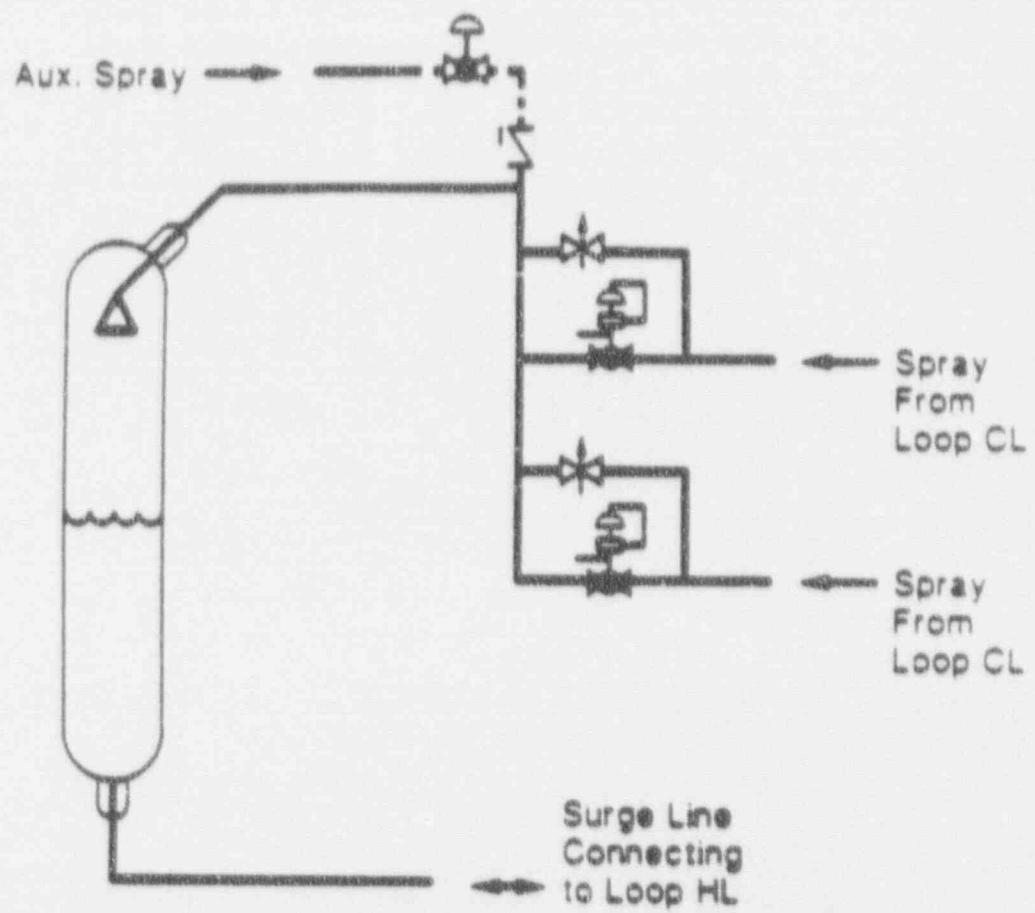 Aux. Spray
Spray
From
Loop CL
Spray
From
Loop CL
Surge Line
Connecting
to Loop HL